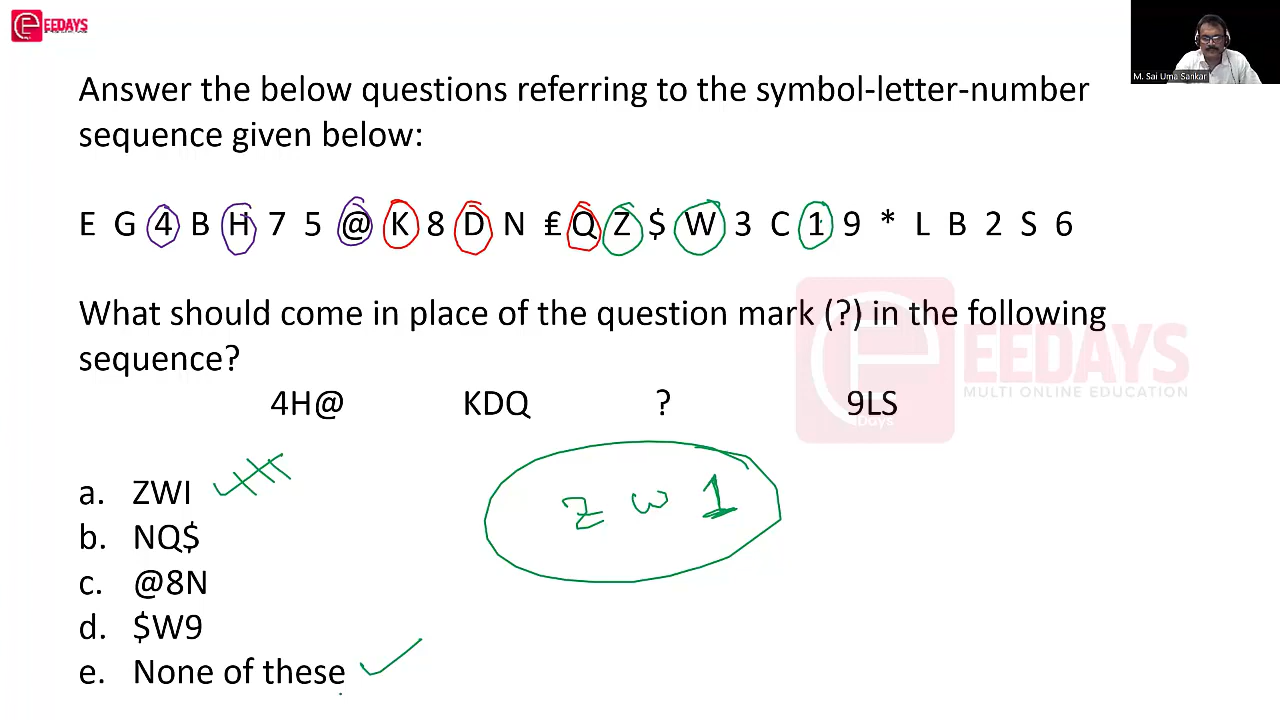 EEDAYS
M. Sai Uma Sankar
Answer the below questions referring to the symbol-letter-number
sequence given below:
E G 4 B H 7 5 @ K 8 D N ₤ Q Z $ W 3 C 1 9 * L B 2 S 6
What should come in place of the question mark (?) in the following
sequence?
4H@ KDQ ? 9LS
EEDAYS
MULTI ONLINE EDUCATION
a. ZWI
Z W 1
b. NQ$
c. @8N
d. $W9
e. None of these